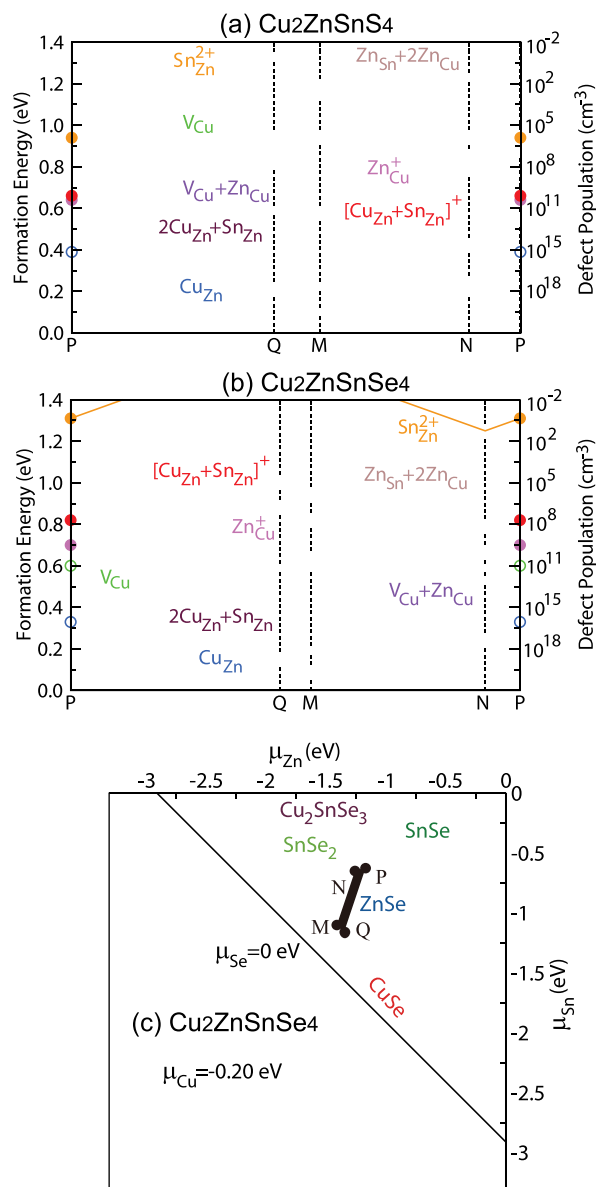 (a) Cu2ZnSnS4
Formation Energy (eV)
1.4
1.2
1.0
0.8
0.6
0.4
0.2
0.0
Sn²⁺Zn
VCu
VCu+ZnCu
2CuZn+SnZn
CuZn
ZnSn+2ZnCu
Zn⁺Cu
[CuZn+SnZn]⁺
10⁻²
10²
10⁵
10⁸
10¹¹
10¹⁵
10¹⁸
Defect Population (cm⁻³)
P Q M N P
(b) Cu2ZnSnSe4
Formation Energy (eV)
1.4
1.2
1.0
0.8
0.6
0.4
0.2
0.0
Sn²⁺Zn
[CuZn+SnZn]⁺
ZnSn+2ZnCu
Zn⁺Cu
VCu
VCu+ZnCu
2CuZn+SnZn
CuZn
10⁻²
10²
10⁵
10⁸
10¹¹
10¹⁵
10¹⁸
Defect Population (cm⁻³)
P Q M N P
μZn (eV)
-3 -2.5 -2 -1.5 -1 -0.5 0
Cu₂SnSe₃
SnSe
SnSe₂
N P
ZnSe
M Q
μSe=0 eV
CuSe
(c) Cu2ZnSnSe4
μCu=-0.20 eV
0
-0.5
-1
-1.5
-2
-2.5
-3
μSn (eV)